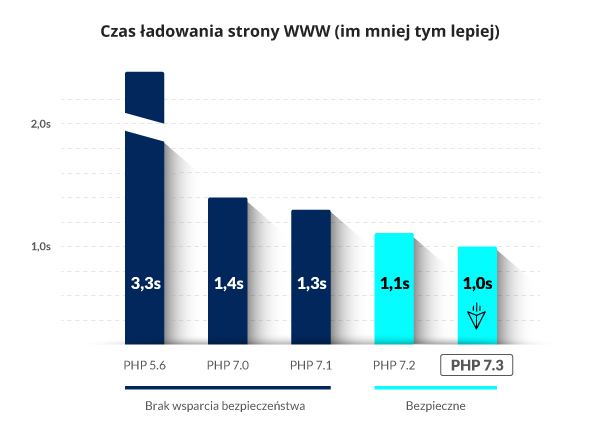 Czas ładowania strony WWW (im mniej tym lepiej)
2,0s
1,0s
3,3s
1,4s
1,3s
1,1s
1,0s
PHP 5.6
PHP 7.0
PHP 7.1
PHP 7.2
PHP 7.3
Brak wsparcia bezpieczeństwa
Bezpieczne